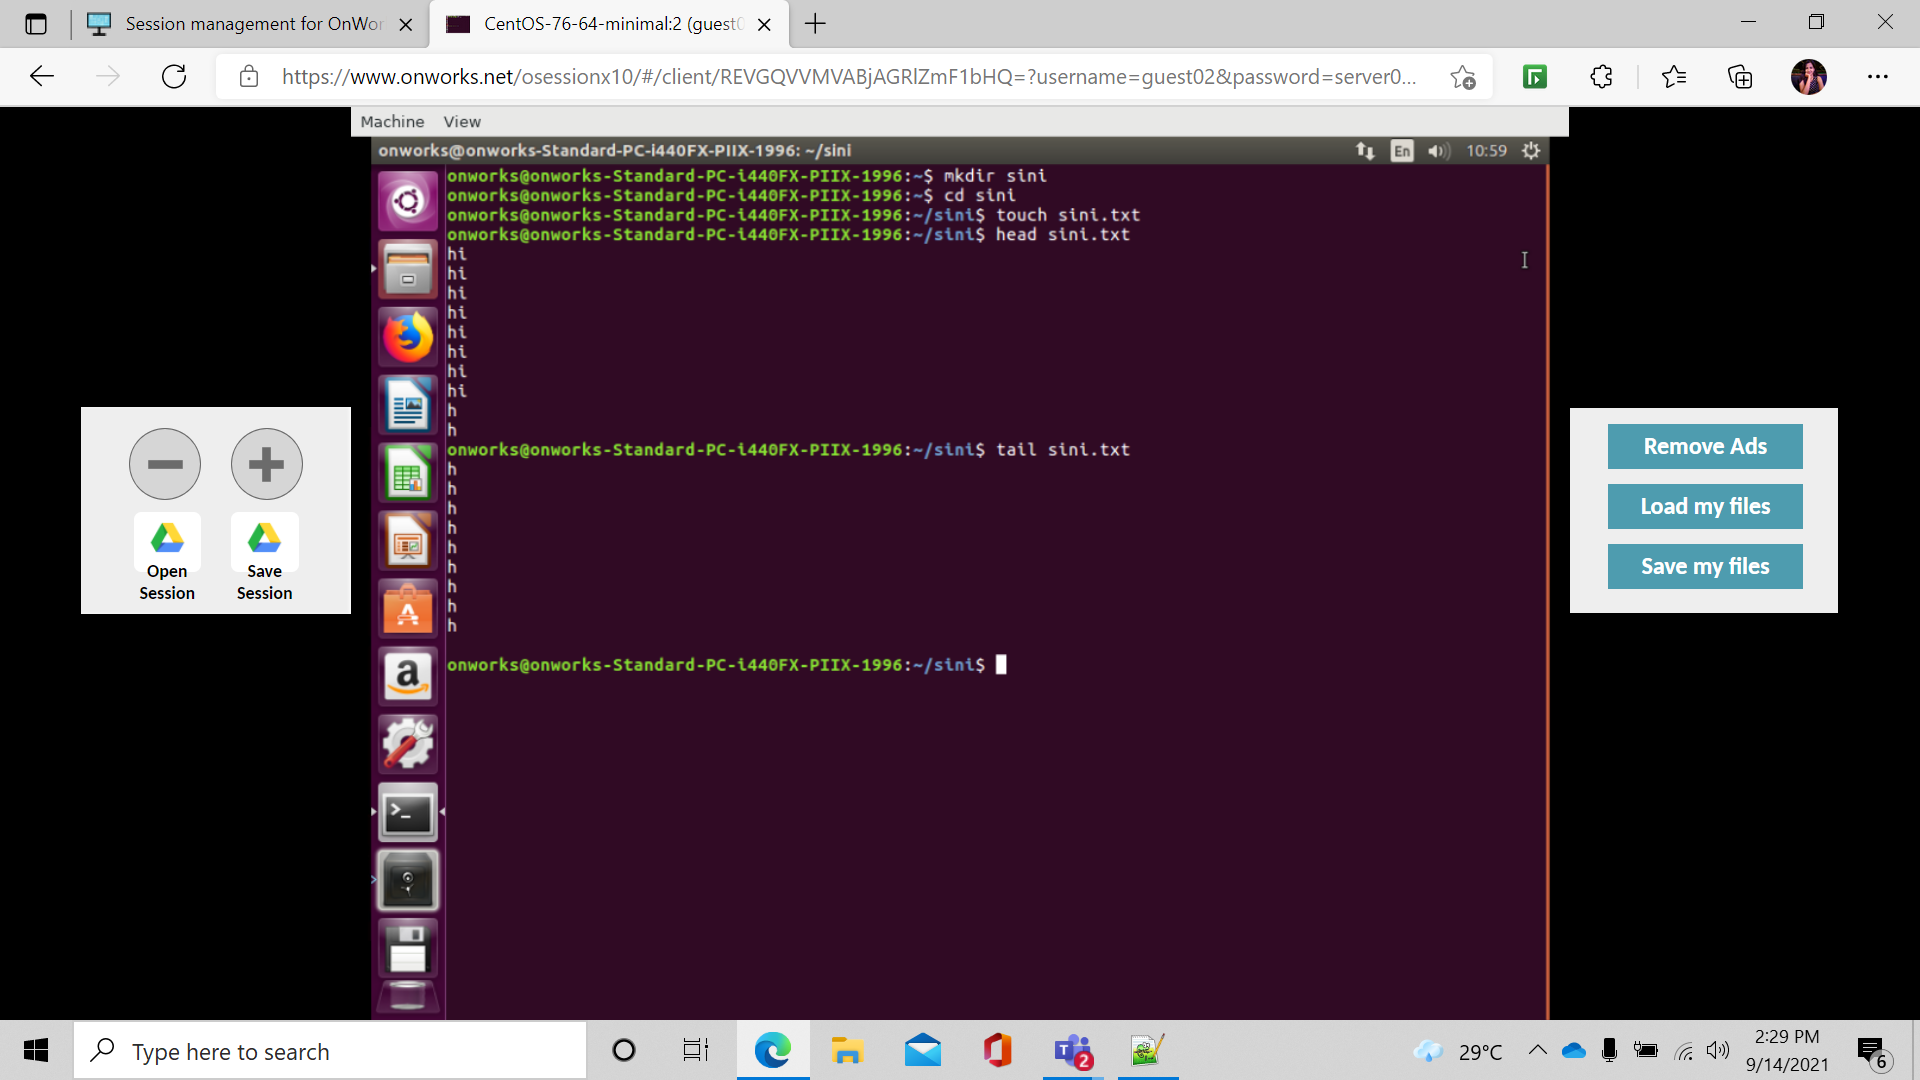 Session management for OnWor
CentOS-76-64-minimal:2 (guest0
https://www.onworks.net/osessionx10/#/client/REVGQVVMVABjAGRlZmF1bHQ=?username=guest02&password=server0...
Machine View
onworks@onworks-Standard-PC-i440FX-PIIX-1996: ~/sini
En
10:59
onworks@onworks-Standard-PC-i440FX-PIIX-1996:~$ mkdir sini
onworks@onworks-Standard-PC-i440FX-PIIX-1996:~$ cd sini
onworks@onworks-Standard-PC-i440FX-PIIX-1996:~/sini$ touch sini.txt
onworks@onworks-Standard-PC-i440FX-PIIX-1996:~/sini$ head sini.txt
hi
hi
hi
hi
hi
hi
hi
hi
h
h
onworks@onworks-Standard-PC-i440FX-PIIX-1996:~/sini$ tail sini.txt
h
h
h
h
h
h
h
h
h
onworks@onworks-Standard-PC-i440FX-PIIX-1996:~/sini$
Open Session
Save Session
Remove Ads
Load my files
Save my files
Type here to search
2
29°C
2:29 PM
9/14/2021
6